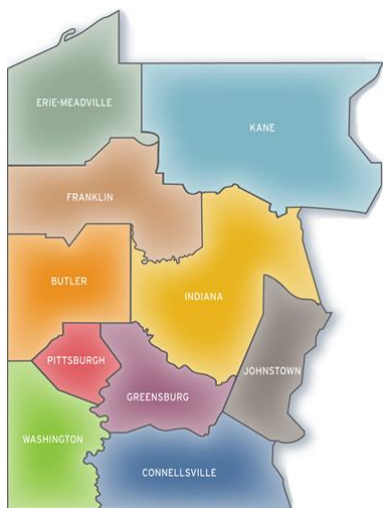 ERIE-MEADVILLE
KANE
FRANKLIN
BUTLER
INDIANA
PITTSBURGH
JOHNSTOWN
GREENSBURG
WASHINGTON
CONNELLSVILLE